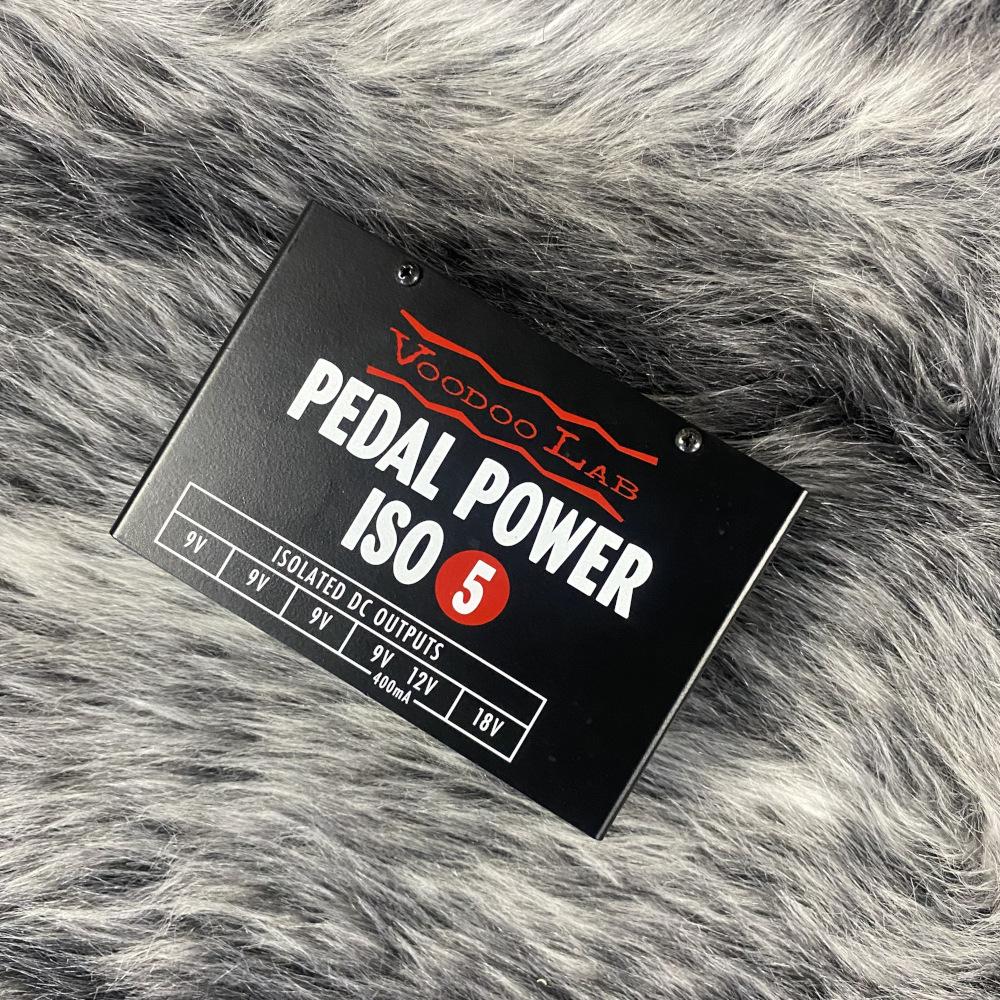 VOODOO LAB
PEDAL POWER
ISO 5
ISOLATED DC OUTPUTS
9V 9V 9V 9V 12V 18V
400mA